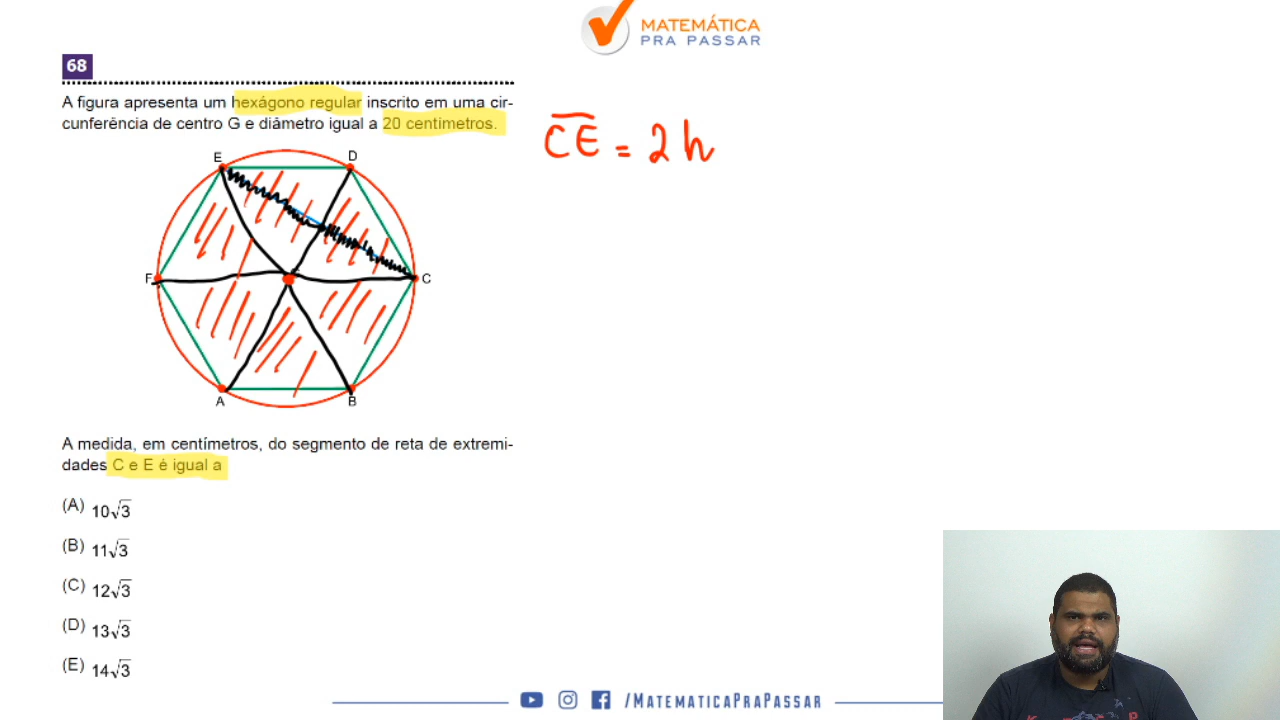 MATEMÁTICA
PRA PASSAR
68
A figura apresenta um hexágono regular inscrito em uma cir-
cunferência de centro G e diâmetro igual a 20 centímetros.
CE = 2h
E
D
F
C
A
B
A medida, em centímetros, do segmento de reta de extremi-
dades C e E é igual a
(A) 10√3
(B) 11√3
(C) 12√3
(D) 13√3
(E) 14√3
/MATEMATICAPRAPASSAR